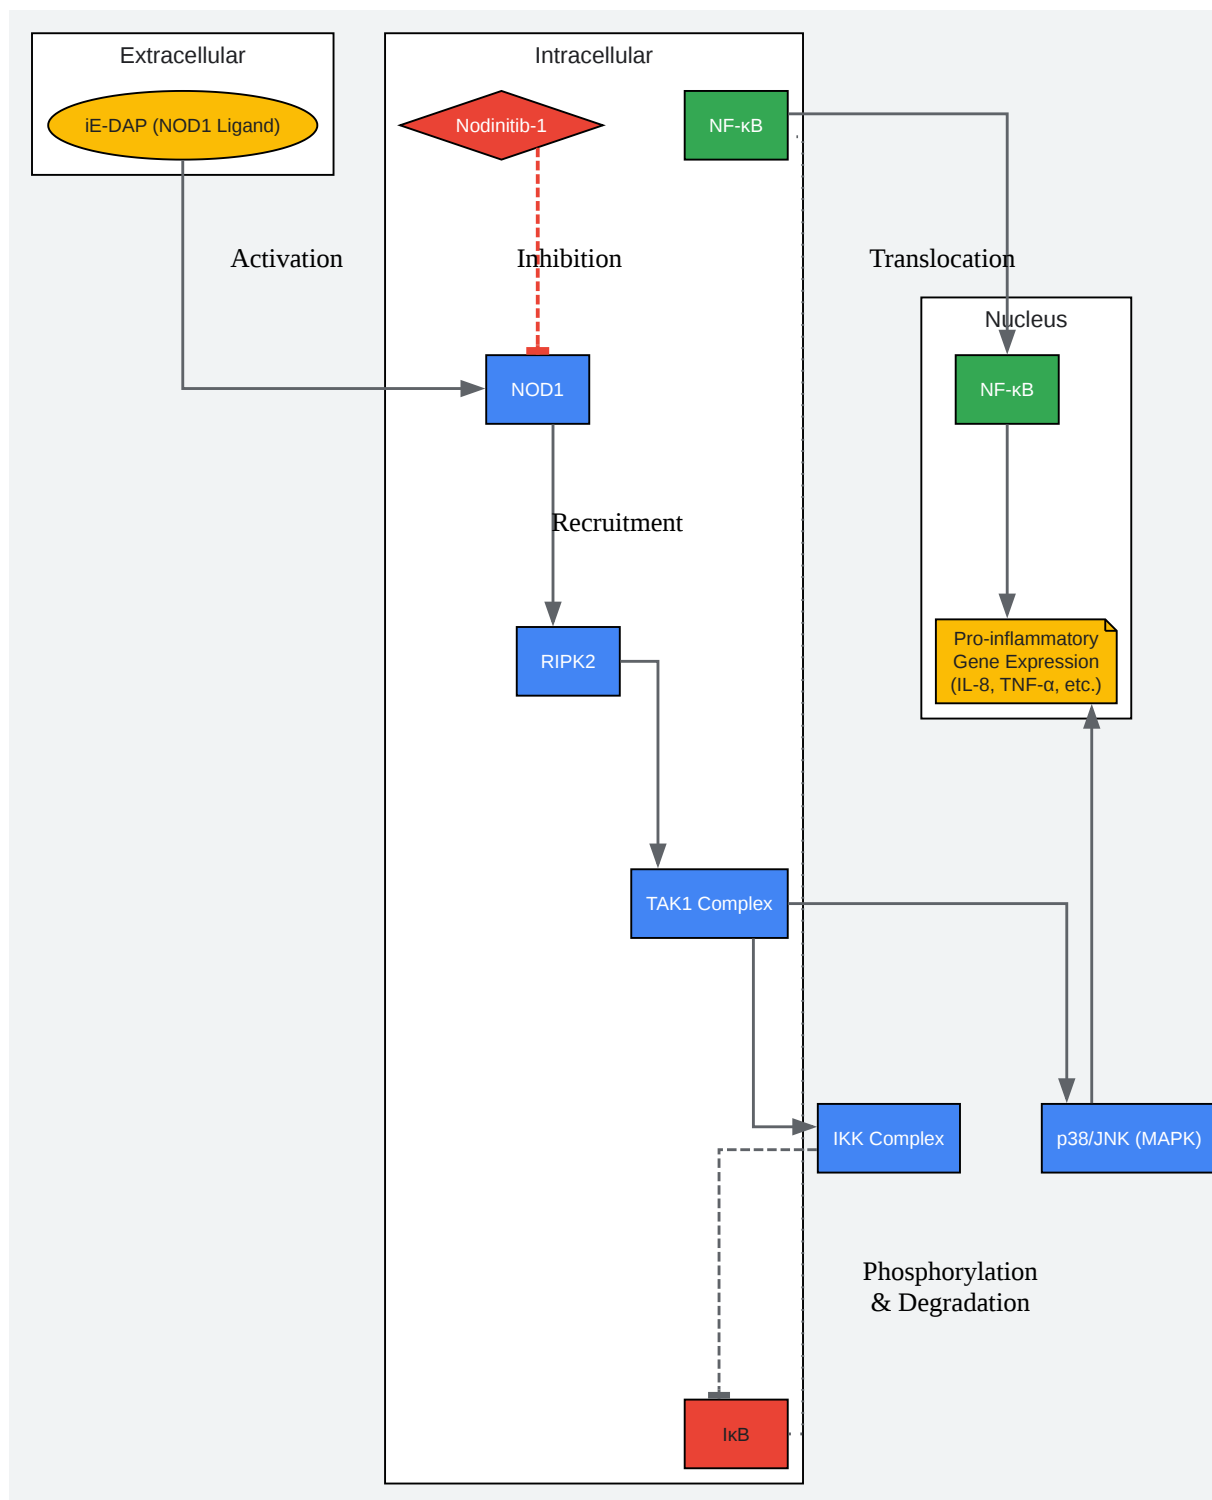 Extracellular
Intracellular
iE-DAP (NOD1 Ligand)
Nodinitib-1
NF-κB
Activation
Inhibition
Translocation
Nucleus
NOD1
NF-κB
Recruitment
RIPK2
Pro-inflammatory
Gene Expression
(IL-8, TNF-α, etc.)
TAK1 Complex
IKK Complex
p38/JNK (MAPK)
Phosphorylation
& Degradation
IκB